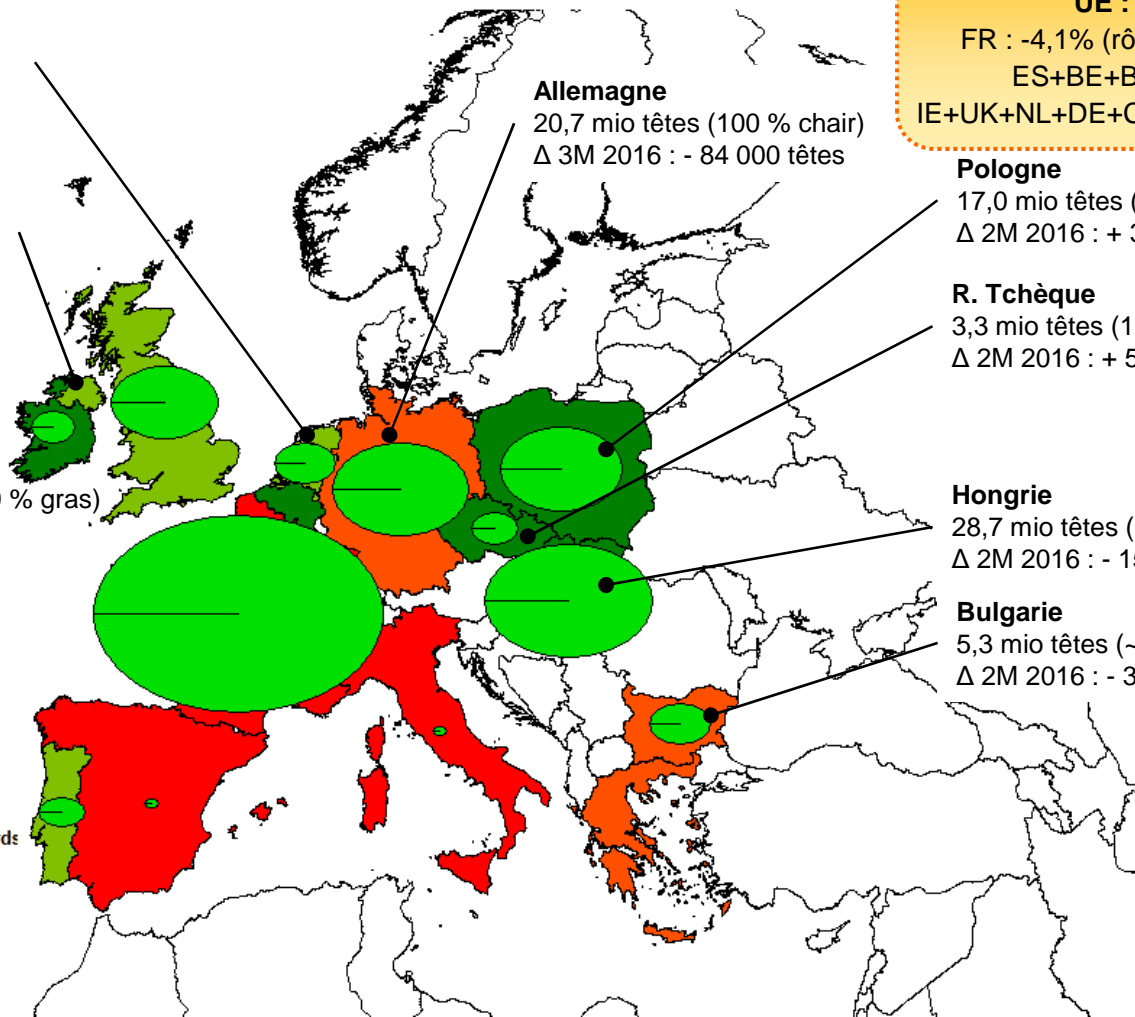 UE :
FR : -4,1% (rô
ES+BE+B
IE+UK+NL+DE+C
Allemagne
20,7 mio têtes (100 % chair)
Δ 3M 2016 : - 84 000 têtes
Pologne
17,0 mio têtes (
Δ 2M 2016 : + 3
R. Tchèque
3,3 mio têtes (1
Δ 2M 2016 : + 5
% gras)
Hongrie
28,7 mio têtes (
Δ 2M 2016 : - 15
Bulgarie
5,3 mio têtes (~
Δ 2M 2016 : - 3
rds